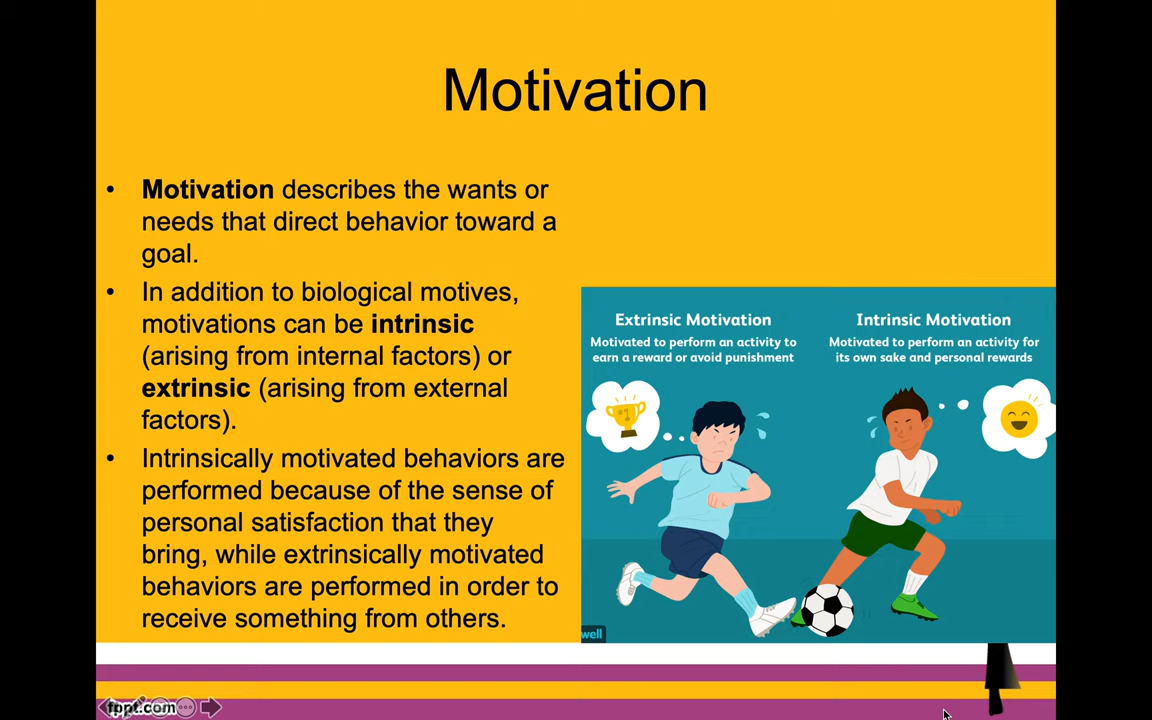 Motivation
• Motivation describes the wants or
needs that direct behavior toward a
goal.
• In addition to biological motives,
motivations can be intrinsic
(arising from internal factors) or
extrinsic (arising from external
factors).
• Intrinsically motivated behaviors are
performed because of the sense of
personal satisfaction that they
bring, while extrinsically motivated
behaviors are performed in order to
receive something from others.
Extrinsic Motivation
Motivated to perform an activity to
earn a reward or avoid punishment
#1
Intrinsic Motivation
Motivated to perform an activity for
its own sake and personal rewards
well
fppt.com